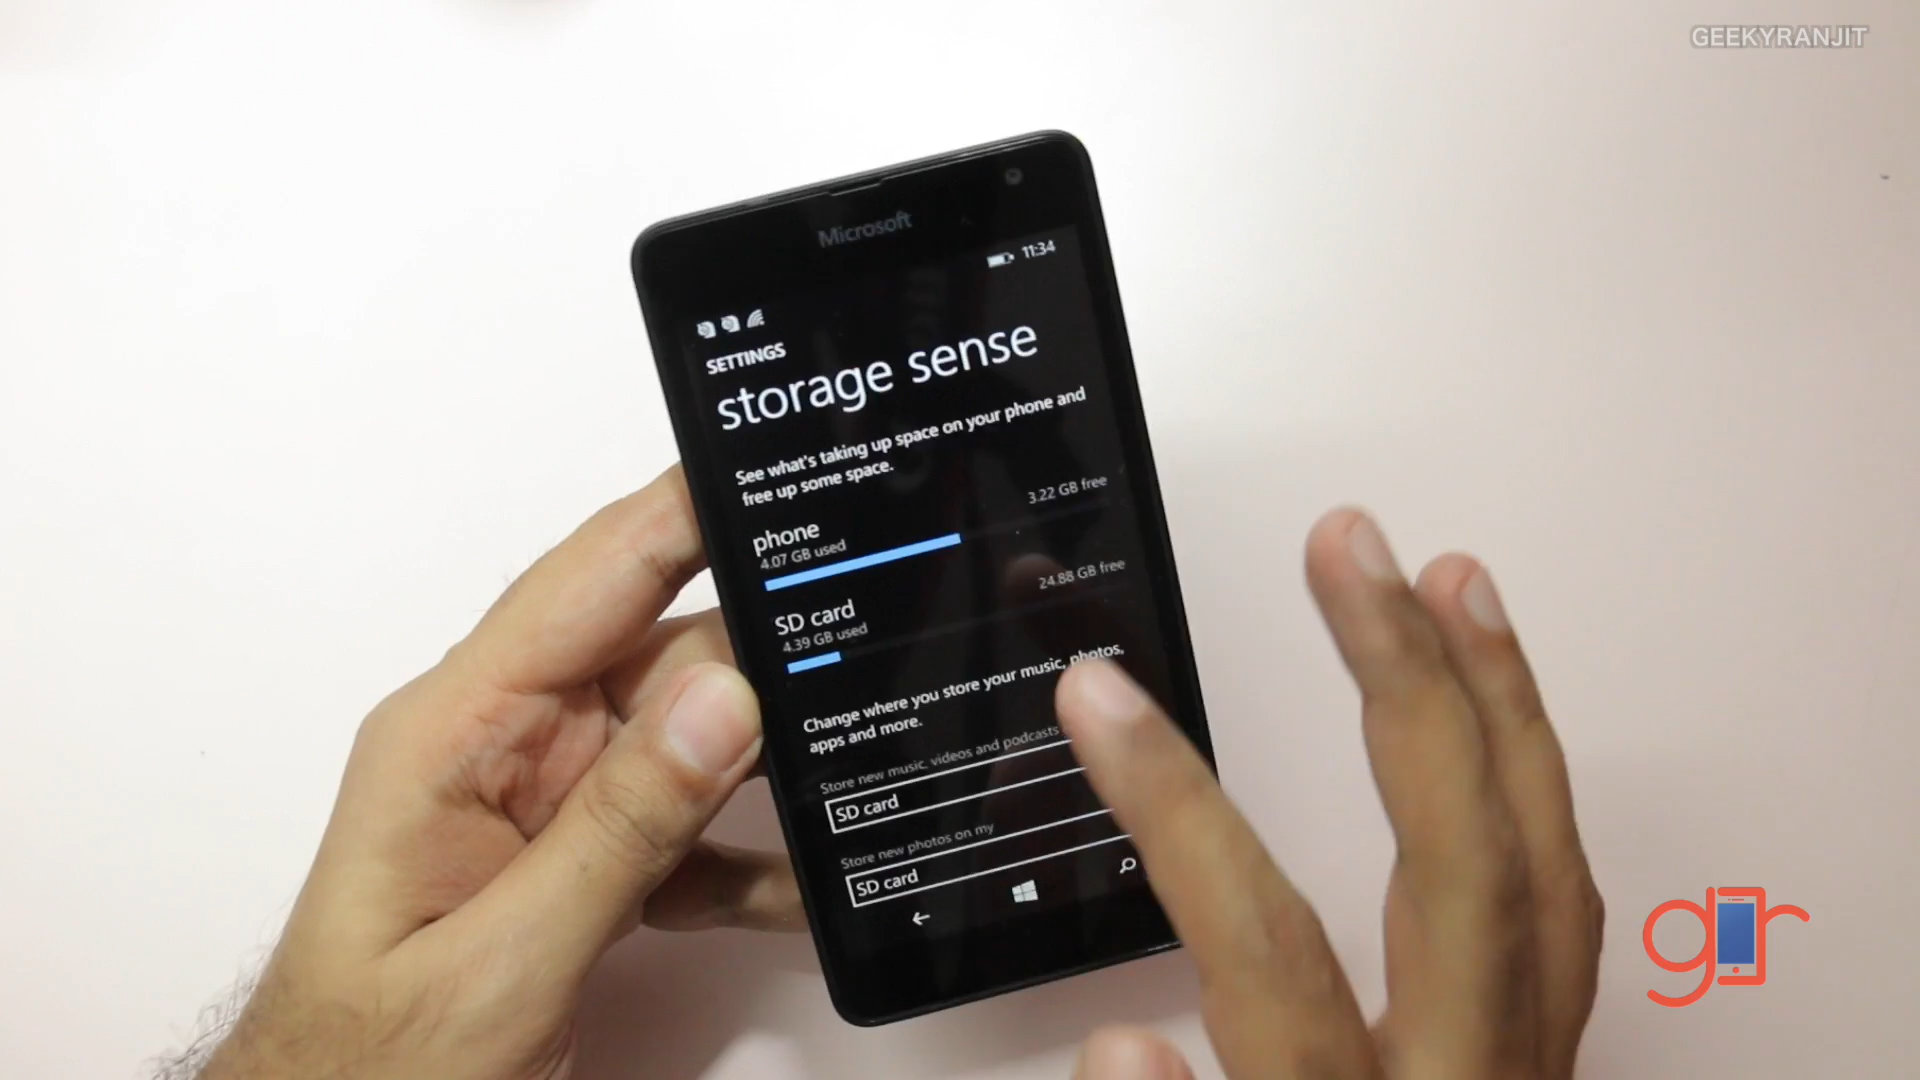 GEEKYRANJIT
Microsoft
11:34
SETTINGS
storage sense
See what's taking up space on your phone and
free up some space.
phone
3.22 GB free
4.07 GB used
SD card
24.88 GB free
4.39 GB used
Change where you store your music, photos,
apps and more.
Store new music, videos and podcasts
SD card
Store new photos on my
SD card
gr